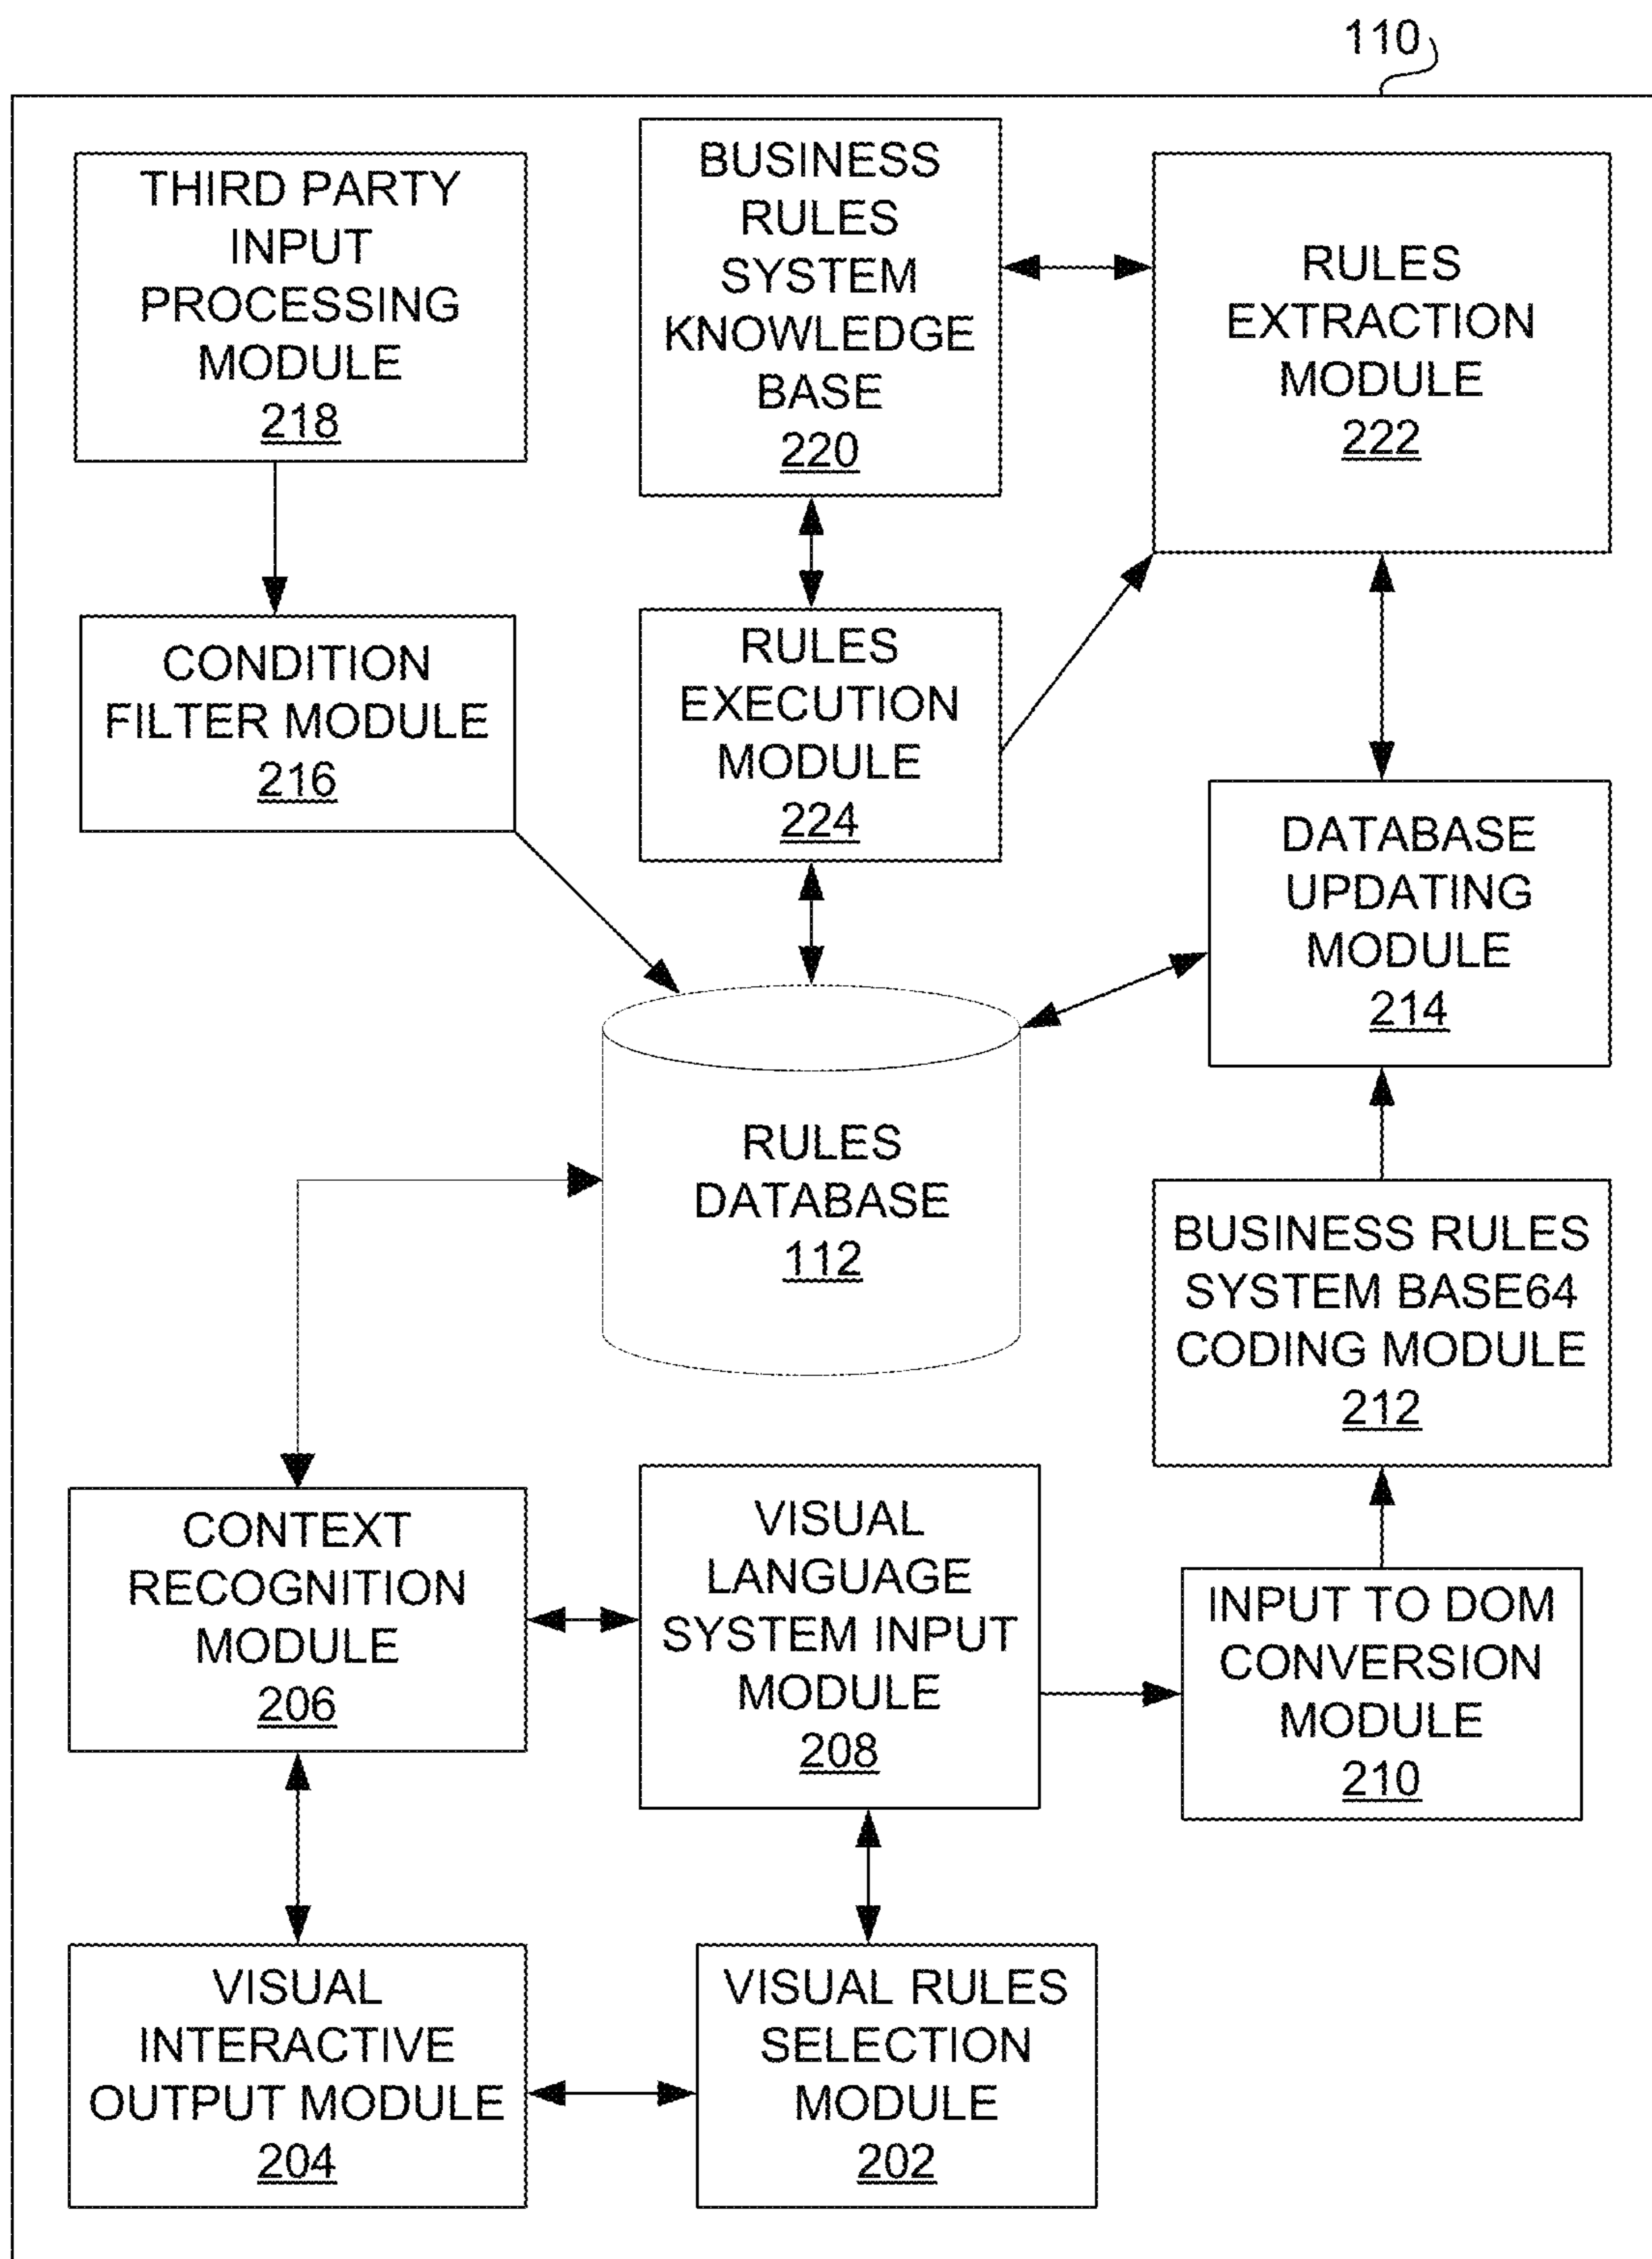 110
THIRD PARTY
INPUT
PROCESSING
MODULE
218
BUSINESS
RULES
SYSTEM
KNOWLEDGE
BASE
220
RULES
EXTRACTION
MODULE
222
CONDITION
FILTER MODULE
216
RULES
EXECUTION
MODULE
224
DATABASE
UPDATING
MODULE
214
RULES
DATABASE
112
BUSINESS RULES
SYSTEM BASE64
CODING MODULE
212
CONTEXT
RECOGNITION
MODULE
206
VISUAL
LANGUAGE
SYSTEM INPUT
MODULE
208
INPUT TO DOM
CONVERSION
MODULE
210
VISUAL
INTERACTIVE
OUTPUT MODULE
204
VISUAL RULES
SELECTION
MODULE
202